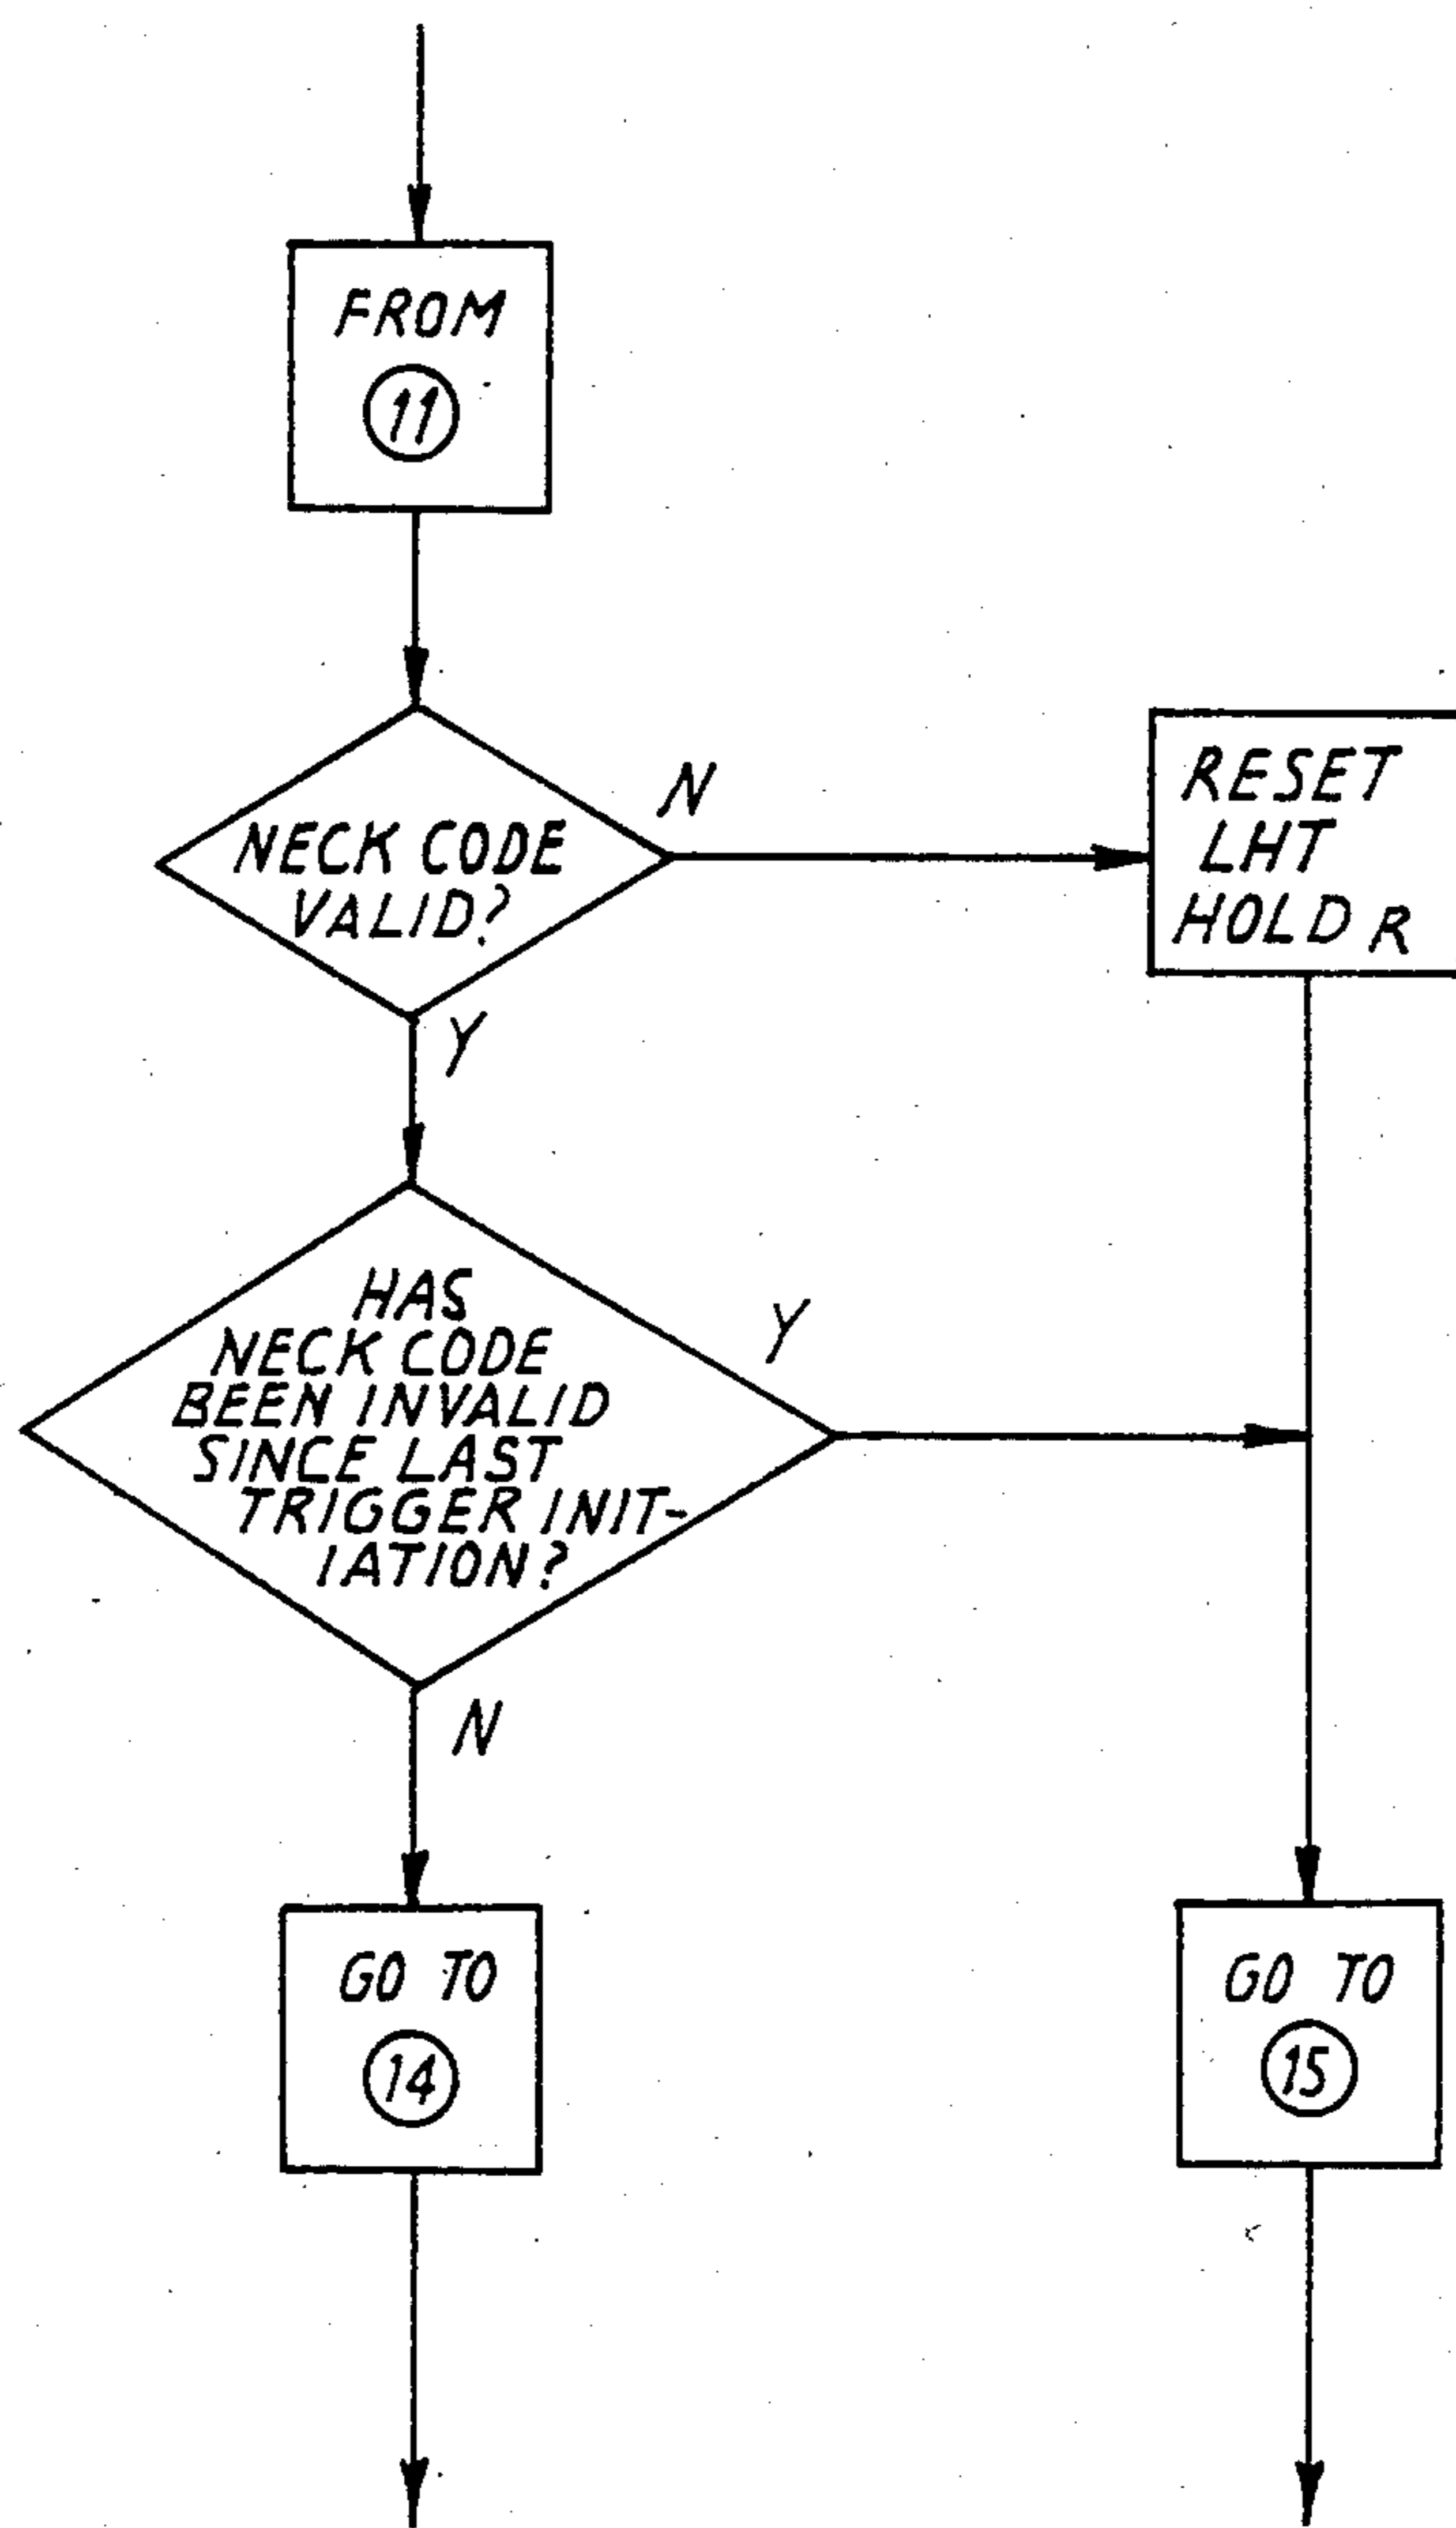 FROM
11
NECK CODE
VALID?
N
RESET
LHT
HOLD R
Y
HAS
NECK CODE
BEEN INVALID
SINCE LAST
TRIGGER INIT-
IATION?
Y
N
GO TO
14
GO TO
15